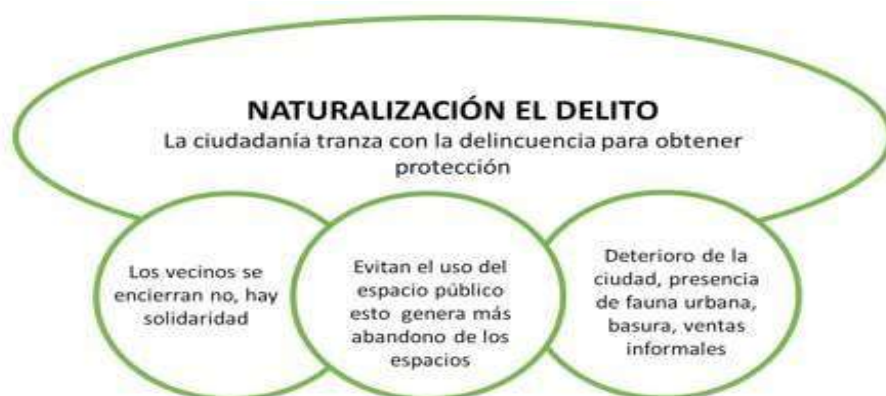 NATURALIZACIÓN EL DELITO
La ciudadanía tranza con la delincuencia para obtener
protección
Los vecinos se
encierran no, hay
solidaridad
Evitan el uso del
espacio público
esto genera más
abandono de los
espacios
Deterioro de la
ciudad, presencia
de fauna urbana,
basura, ventas
informales